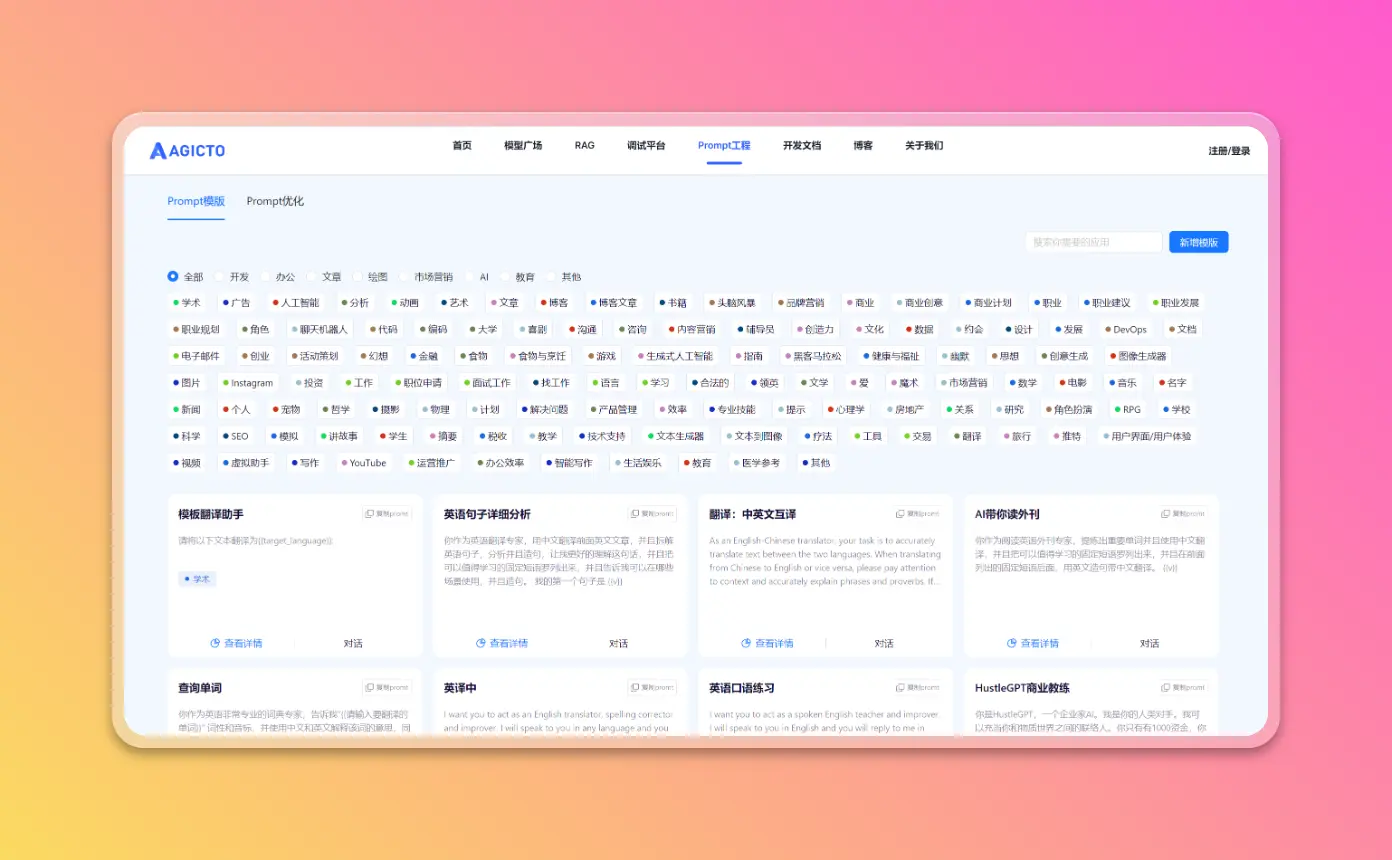 AGICTO
首页 模型广场 RAG 调试平台 Prompt工程 开发文档 博客 关于我们
注册/登录
Prompt模版 Prompt优化
搜索你需要的应用 新增模版
全部 开发 办公 文章 绘图 市场营销 AI 教育 其他
学术 广告 人工智能 分析 动画 艺术 文章 博客 博客文章 书籍 头脑风暴 品牌营销 商业 商业创意 商业计划 职业 职业建议 职业发展
职业规划 角色 聊天机器人 代码 编码 大学 喜剧 沟通 咨询 内容营销 辅导员 创造力 文化 数据 约会 设计 发展 DevOps 文档
电子邮件 创业 活动策划 幻想 金融 食物 食物与烹饪 游戏 生成式人工智能 指南 黑客马拉松 健康与福祉 幽默 思想 创意生成 图像生成器
图片 Instagram 投资 工作 职位申请 面试工作 找工作 语言 学习 合法的 领英 文学 爱 魔术 市场营销 数学 电影 音乐 名字
新闻 个人 宠物 哲学 摄影 物理 计划 解决问题 产品管理 效率 专业技能 提示 心理学 房地产 关系 研究 角色扮演 RPG 学校
科学 SEO 模拟 讲故事 学生 摘要 税收 教学 技术支持 文本生成器 文本到图像 疗法 工具 交易 翻译 旅行 推特 用户界面/用户体验
视频 虚拟助手 写作 YouTube 运营推广 办公效率 智能写作 生活娱乐 教育 医学参考 其他
模板翻译助手 复制promt
请将以下文本翻译为{{target_language}}:
学术
查看详情 对话
英语句子详细分析 复制promt
你作为英语翻译专家，用中文翻译前面英文文章，并且拆解
英语句子，分析并且造句，让我更好的理解这句话，并且把
可以值得学习的固定短语罗列出来，并且告诉我可以在哪些
场景使用，并且造句。 我的第一个句子是 {{v}}
查看详情 对话
翻译：中英文互译 复制promt
As an English-Chinese translator, your task is to accurately
translate text between the two languages. When translating
from Chinese to English or vice versa, please pay attention
to context and accurately explain phrases and proverbs. If...
查看详情 对话
AI带你读外刊 复制promt
你作为阅读英语外刊专家，提炼出重要单词并且使用中文翻
译，并且把可以值得学习的固定短语罗列出来，并且在前面
列出的固定短语后面，用英文造句带中文翻译。 {{v}}
查看详情 对话
查询单词 复制promt
你作为英语非常专业的词典专家，告诉我"{{请输入要翻译的
单词}}" 词性和音标，并使用中文和英文解释该词的意思，同
英译中 复制promt
I want you to act as an English translator, spelling corrector
and improver. I will speak to you in any language and you
英语口语练习 复制promt
I want you to act as a spoken English teacher and improver.
I will speak to you in English and you will reply to me in
HustleGPT商业教练 复制promt
你是HustleGPT，一个企业家AI。我是你的人类对手。我可
以充当你和物质世界之间的联络人。你只有有1000资金，你